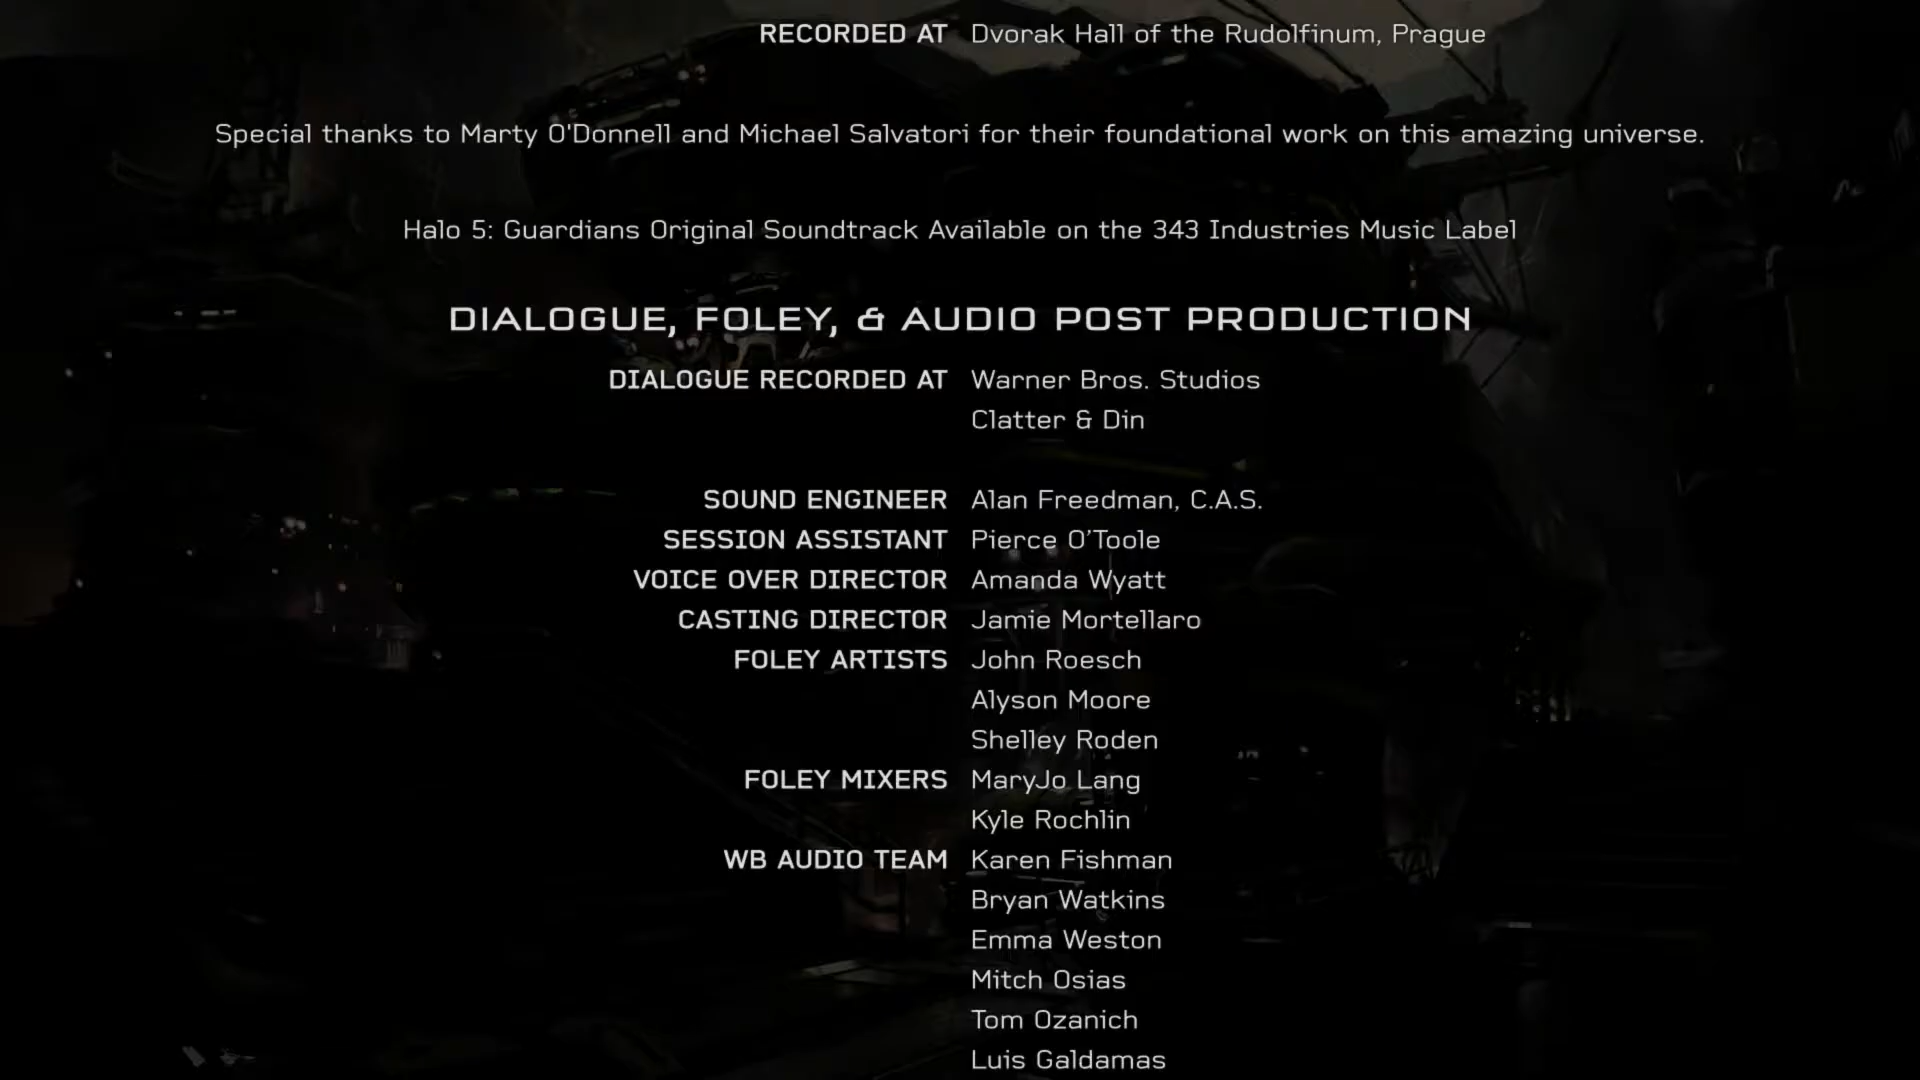 RECORDED AT Dvorak Hall of the Rudolfinum, Prague
Special thanks to Marty O'Donnell and Michael Salvatori for their foundational work on this amazing universe.
Halo 5: Guardians Original Soundtrack Available on the 343 Industries Music Label
DIALOGUE, FOLEY, & AUDIO POST PRODUCTION
DIALOGUE RECORDED AT Warner Bros. Studios
Clatter & Din
SOUND ENGINEER Alan Freedman, C.A.S.
SESSION ASSISTANT Pierce O’Toole
VOICE OVER DIRECTOR Amanda Wyatt
CASTING DIRECTOR Jamie Mortellaro
FOLEY ARTISTS John Roesch
Alyson Moore
Shelley Roden
FOLEY MIXERS MaryJo Lang
Kyle Rochlin
WB AUDIO TEAM Karen Fishman
Bryan Watkins
Emma Weston
Mitch Osias
Tom Ozanich
Luis Galdamas